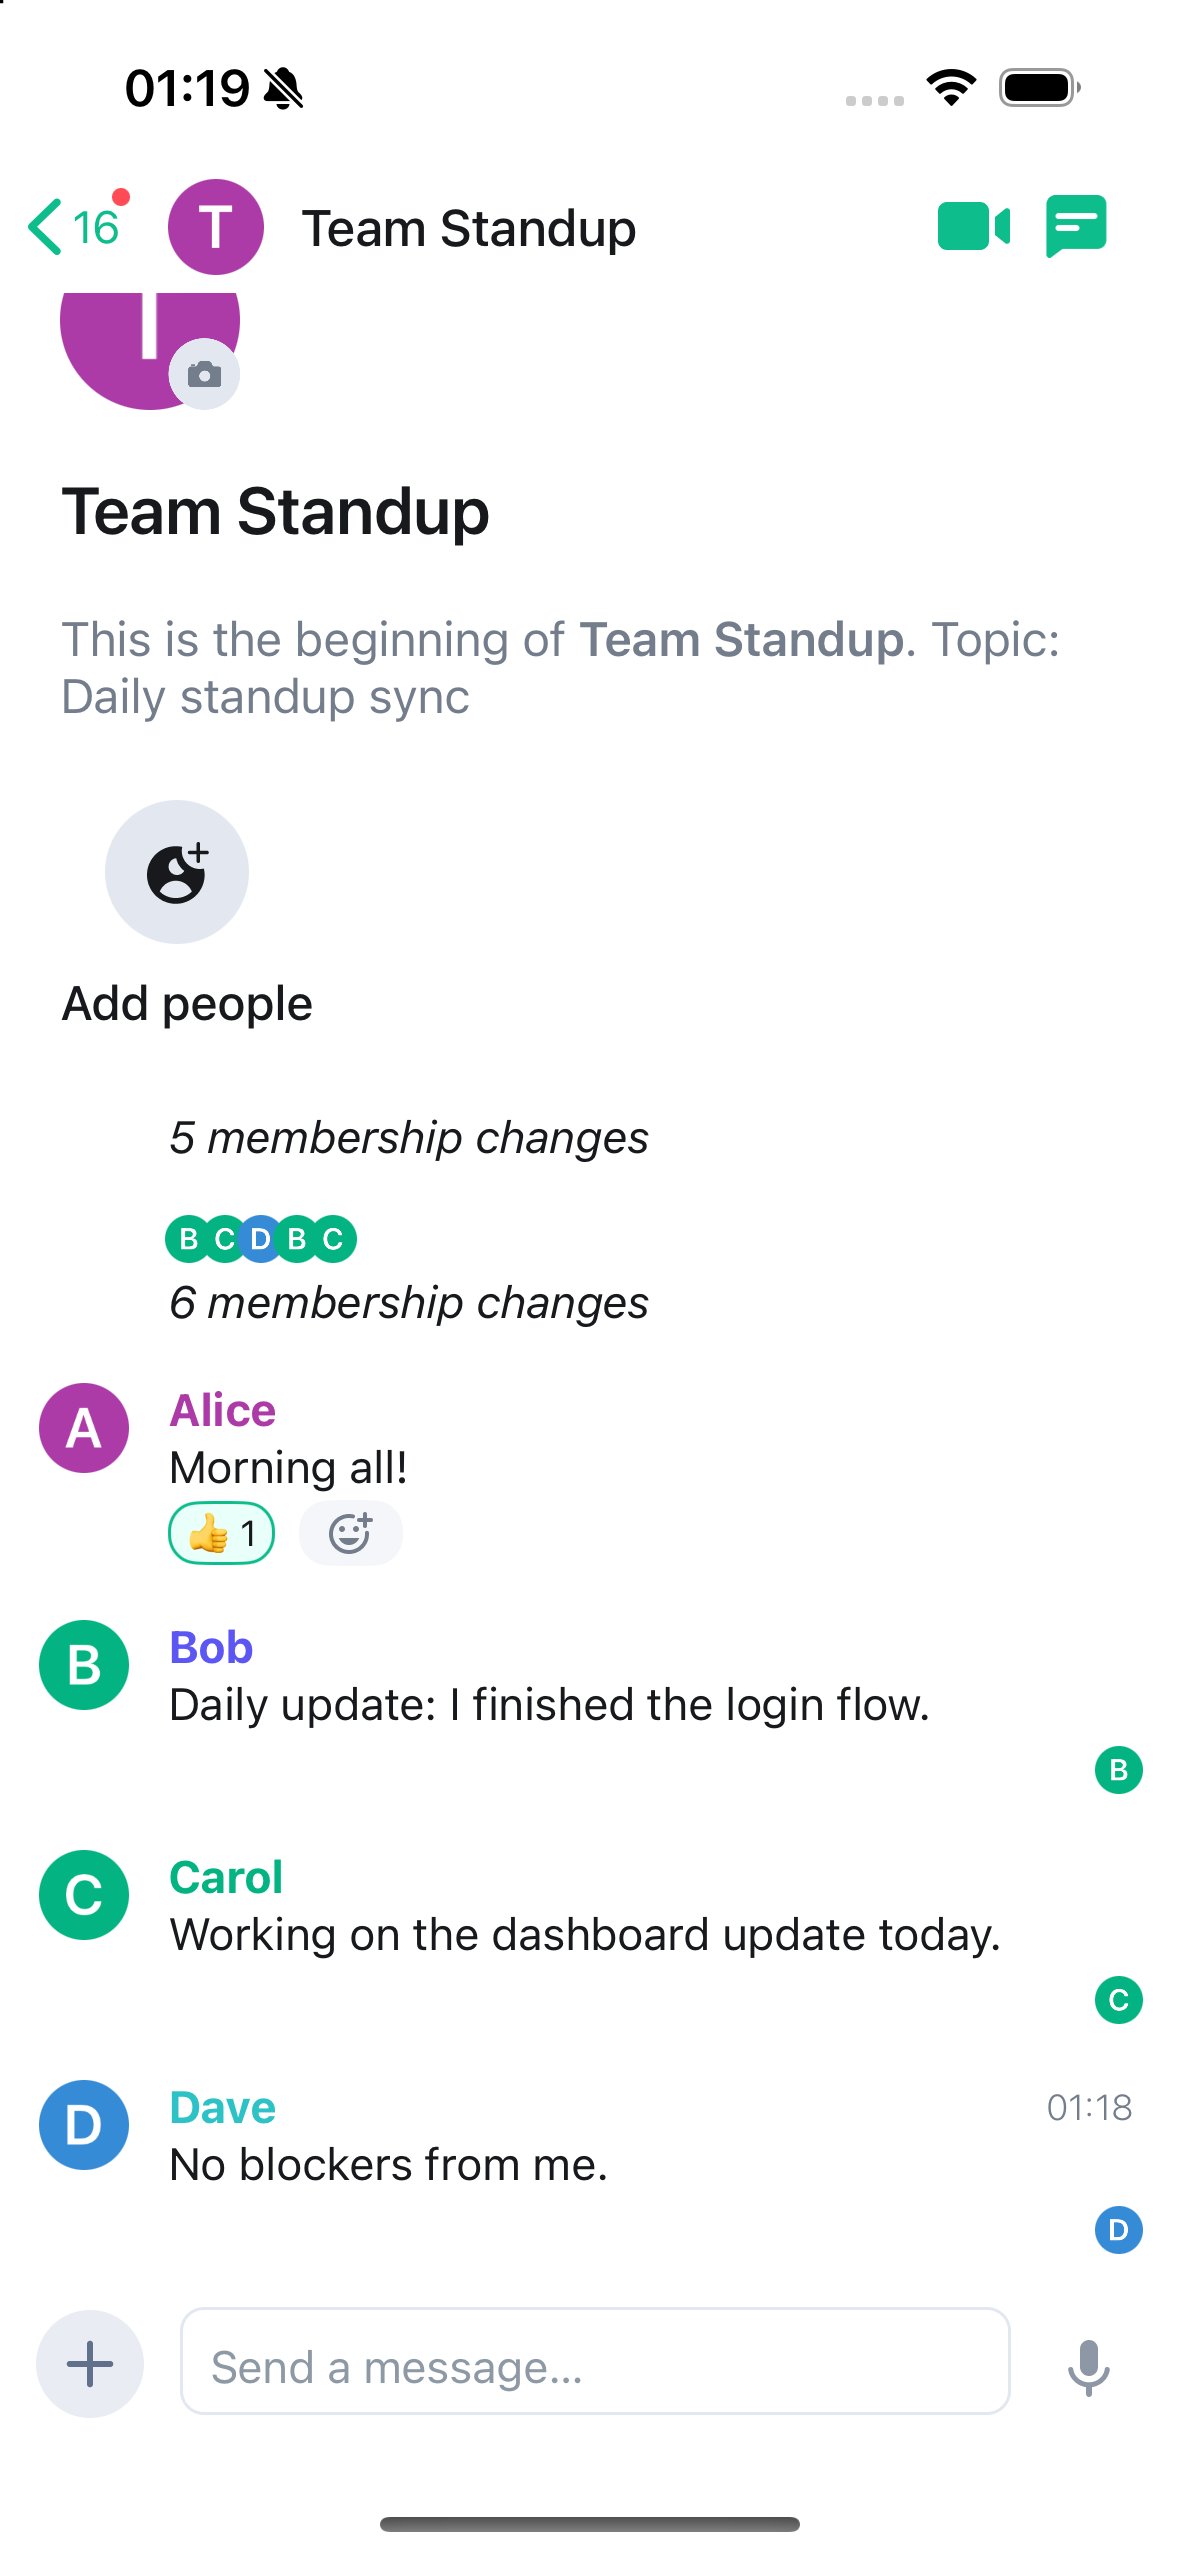 01:19
16
T
Team Standup
T
Team Standup
This is the beginning of Team Standup. Topic:
Daily standup sync
Add people
5 membership changes
B C D B C
6 membership changes
A
Alice
Morning all!
👍 1
B
Bob
Daily update: I finished the login flow.
B
C
Carol
Working on the dashboard update today.
C
D
Dave
01:18
No blockers from me.
D
Send a message...